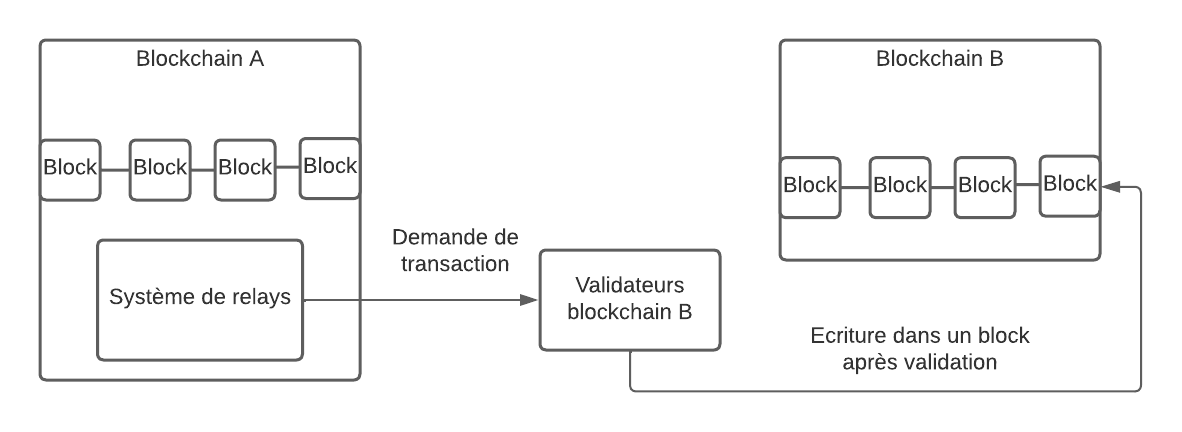 Blockchain A
Block
Block
Block
Block
Système de relays
Demande de
transaction
Validateurs
blockchain B
Blockchain B
Block
Block
Block
Block
Ecriture dans un block
après validation